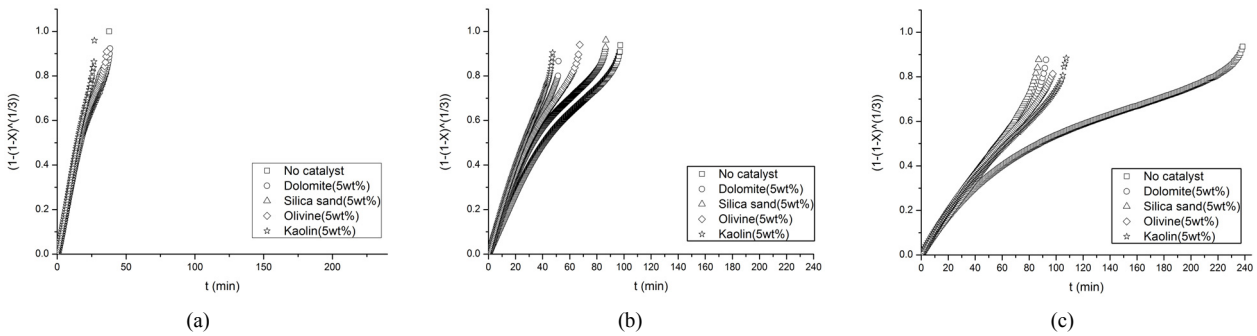 (1-(1-X)^(1/3))
1.0
0.8
0.6
0.4
0.2
0.0
0 50 100 150 200
t (min)
No catalyst
Dolomite(5wt%)
Silica sand(5wt%)
Olivine(5wt%)
Kaolin(5wt%)
(a)
(1-(1-X)^(1/3))
1.0
0.8
0.6
0.4
0.2
0.0
0 20 40 60 80 100 120 140 160 180 200 220 240
t (min)
No catalyst
Dolomite(5wt%)
Silica sand(5wt%)
Olivine(5wt%)
Kaolin(5wt%)
(b)
(1-(1-X)^(1/3))
1.0
0.8
0.6
0.4
0.2
0.0
0 20 40 60 80 100 120 140 160 180 200 220 240
t (min)
No catalyst
Dolomite(5wt%)
Silica sand(5wt%)
Olivine(5wt%)
Kaolin(5wt%)
(c)